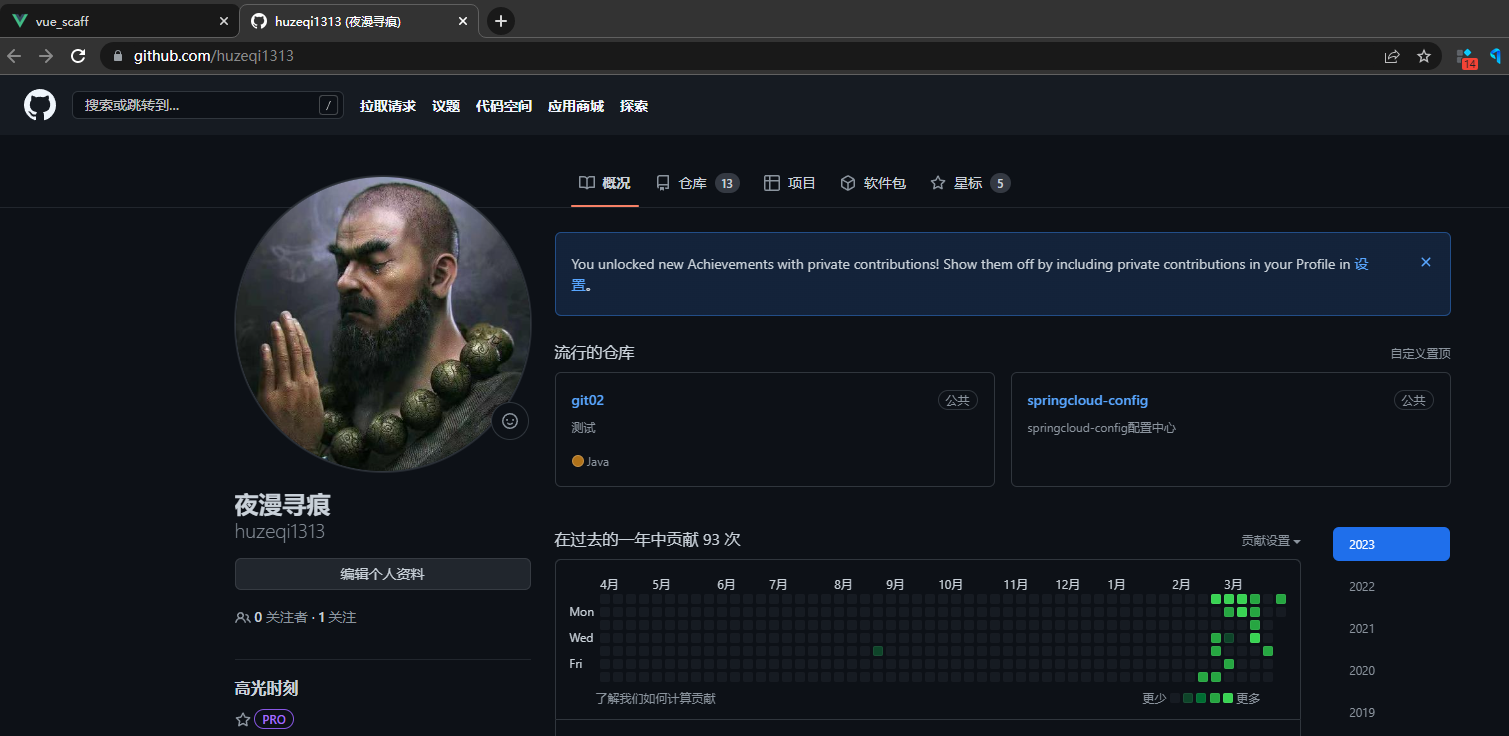 vue_scaff
huzeqi1313 (夜漫寻痕)
github.com/huzeqi1313
14
搜索或跳转到...
/
拉取请求 议题 代码空间 应用商城 探索
概况 仓库 13 项目 软件包 星标 5
You unlocked new Achievements with private contributions! Show them off by including private contributions in your Profile in 设
置。
流行的仓库
自定义置顶
git02
公共
测试
Java
springcloud-config
公共
springcloud-config配置中心
夜漫寻痕
huzeqi1313
编辑个人资料
0 关注者 · 1 关注
高光时刻
PRO
在过去的一年中贡献 93 次
贡献设置
4月 5月 6月 7月 8月 9月 10月 11月 12月 1月 2月 3月
Mon
Wed
Fri
了解我们如何计算贡献
更少 更多
2023
2022
2021
2020
2019